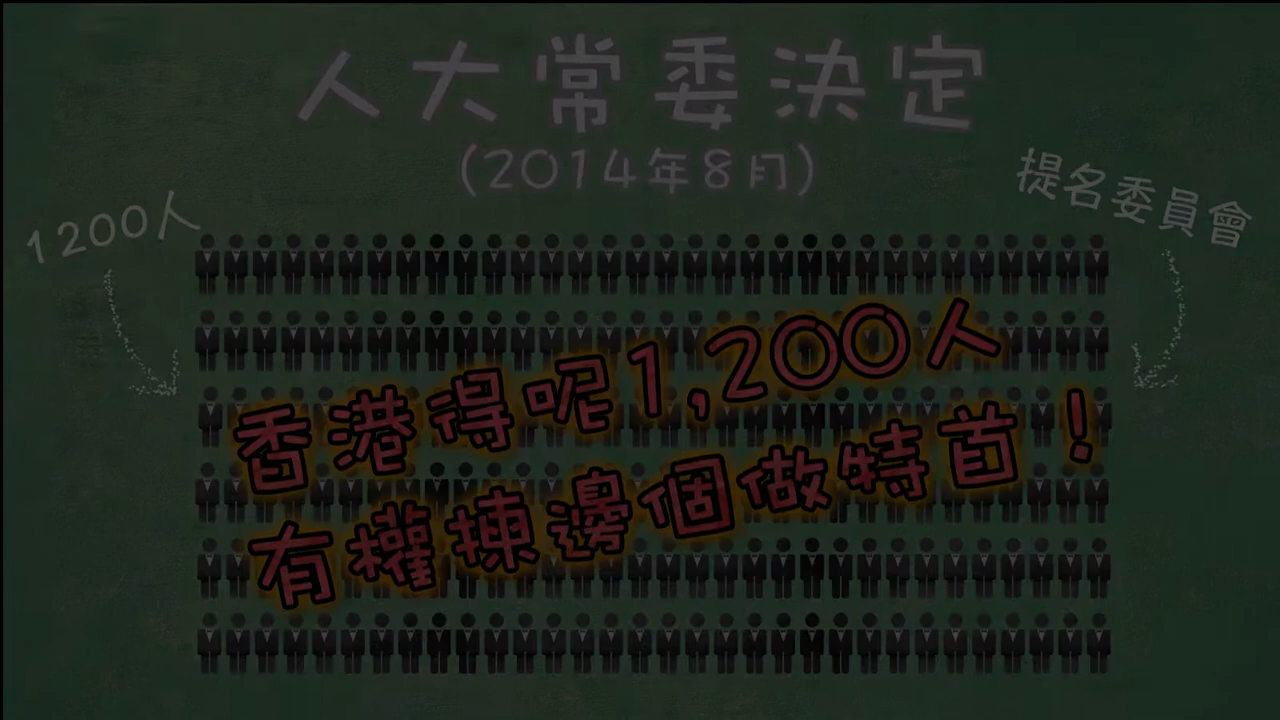 人大常委決定
(2014年8月)
1200人
提名委員會
香港得呢1,200人
有權揀邊個做特首！